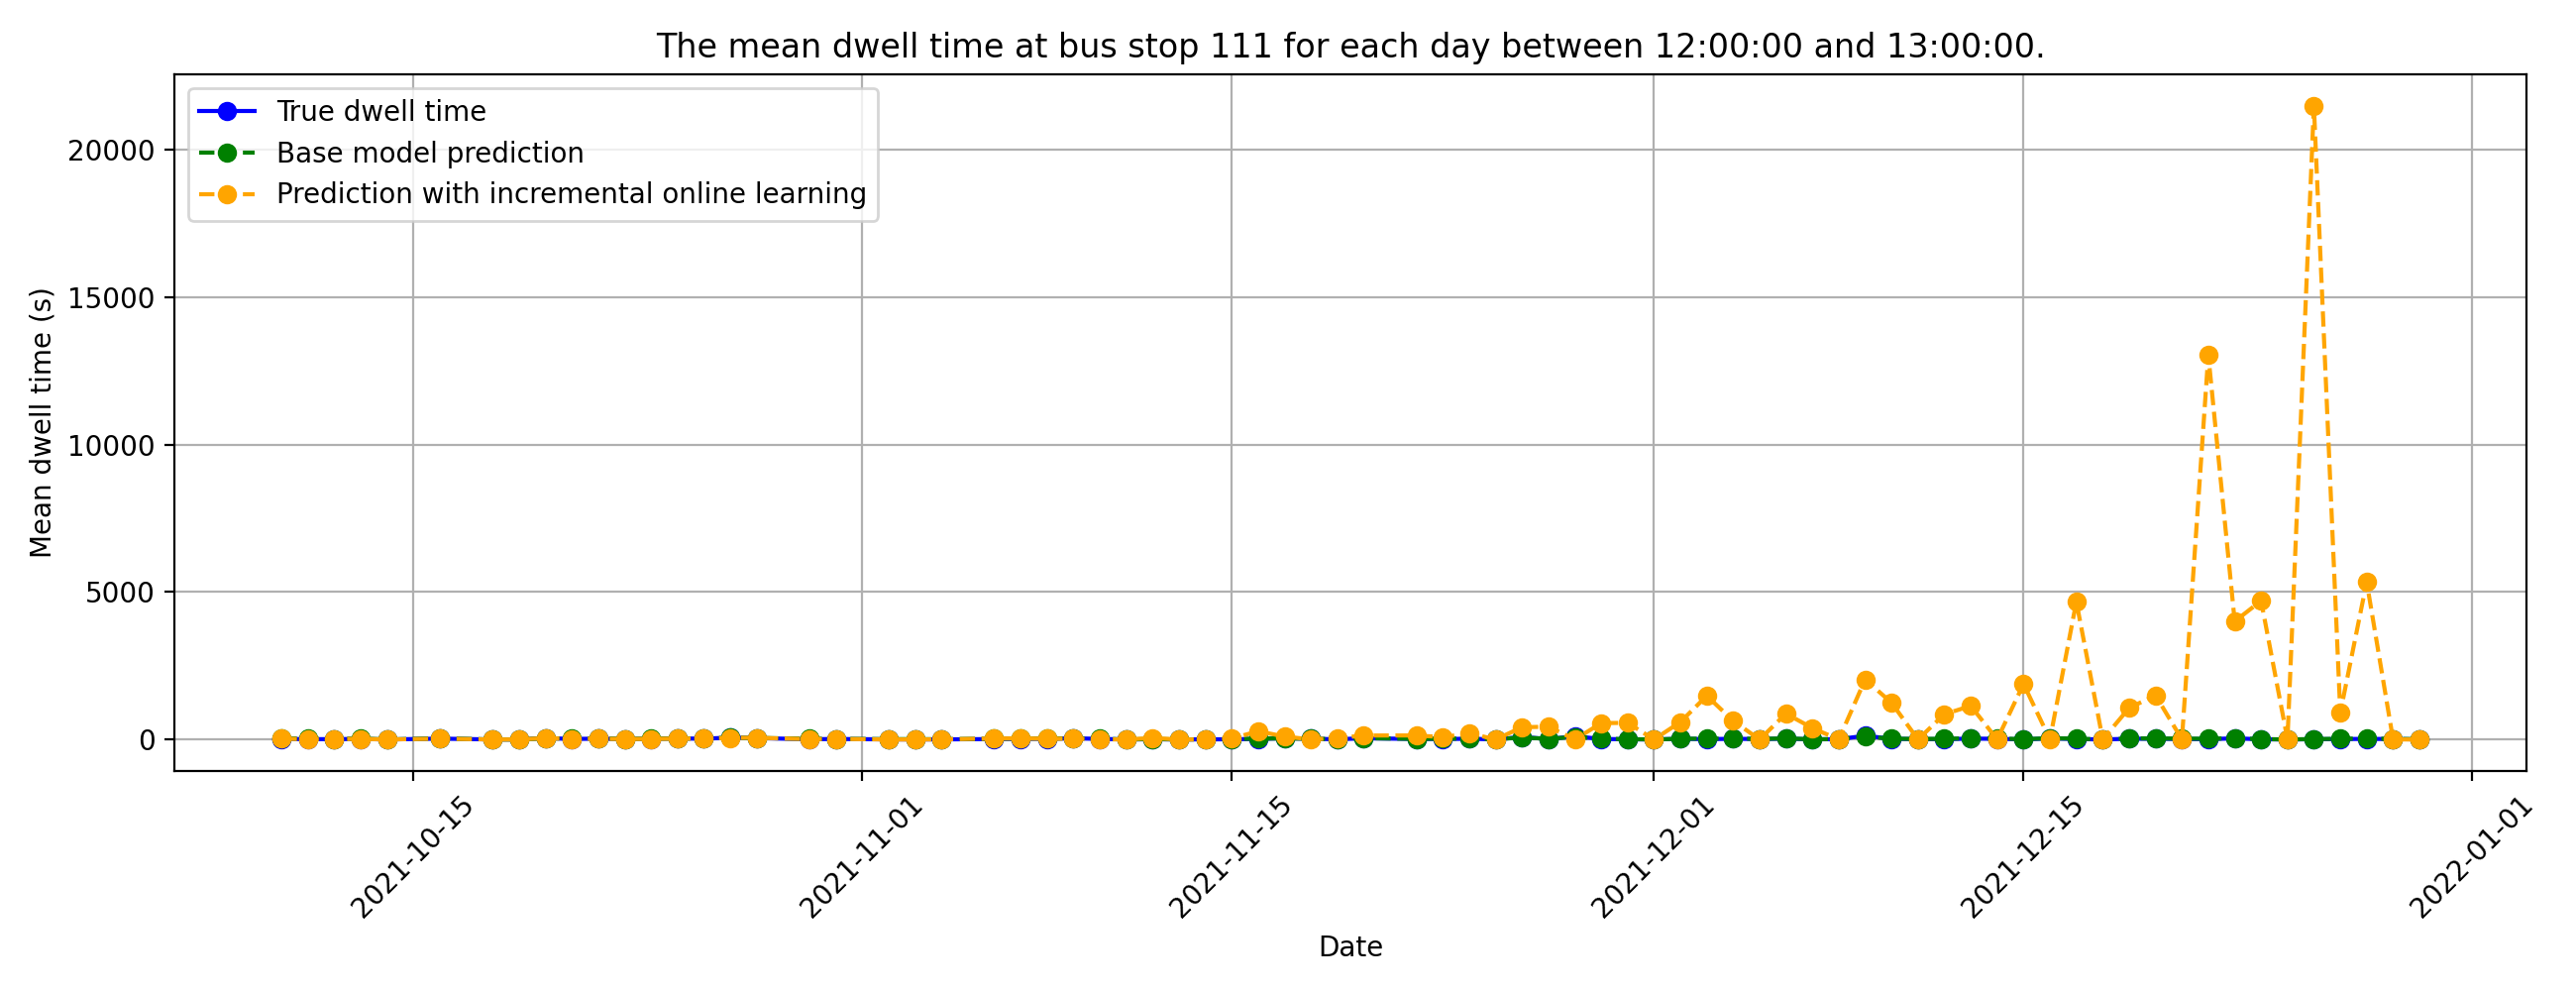 The mean dwell time at bus stop 111 for each day between 12:00:00 and 13:00:00.
True dwell time
Base model prediction
Prediction with incremental online learning
Mean dwell time (s)
20000
15000
10000
5000
0
2021-10-15
2021-11-01
2021-11-15
2021-12-01
2021-12-15
2022-01-01
Date